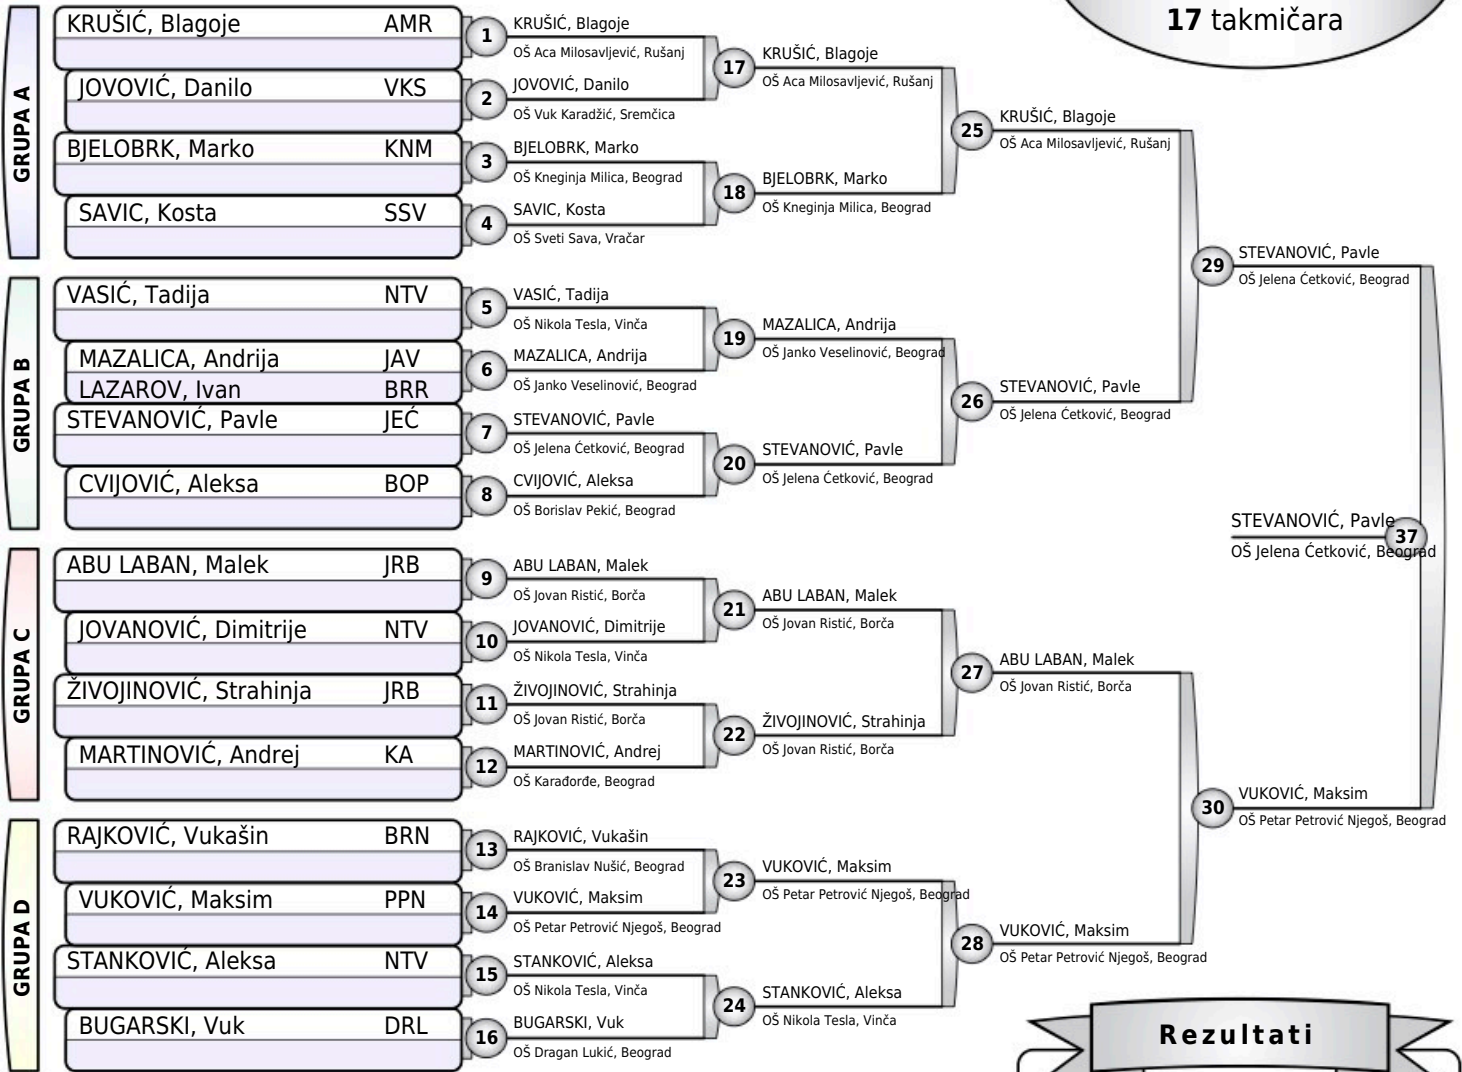 17 takmičara
GRUPA A
KRUŠIĆ, Blagoje AMR
JOVOVIĆ, Danilo VKS
BJELOBRK, Marko KNM
SAVIC, Kosta SSV
GRUPA B
VASIĆ, Tadija NTV
MAZALICA, Andrija JAV
LAZAROV, Ivan BRR
STEVANOVIĆ, Pavle JEĆ
CVIJOVIĆ, Aleksa BOP
GRUPA C
ABU LABAN, Malek JRB
JOVANOVIĆ, Dimitrije NTV
ŽIVOJINOVIĆ, Strahinja JRB
MARTINOVIĆ, Andrej KA
GRUPA D
RAJKOVIĆ, Vukašin BRN
VUKOVIĆ, Maksim PPN
STANKOVIĆ, Aleksa NTV
BUGARSKI, Vuk DRL
1 KRUŠIĆ, Blagoje
OŠ Aca Milosavljević, Rušanj
2 JOVOVIĆ, Danilo
OŠ Vuk Karadžić, Sremčica
3 BJELOBRK, Marko
OŠ Kneginja Milica, Beograd
4 SAVIC, Kosta
OŠ Sveti Sava, Vračar
5 VASIĆ, Tadija
OŠ Nikola Tesla, Vinča
6 MAZALICA, Andrija
OŠ Janko Veselinović, Beograd
7 STEVANOVIĆ, Pavle
OŠ Jelena Ćetković, Beograd
8 CVIJOVIĆ, Aleksa
OŠ Borislav Pekić, Beograd
9 ABU LABAN, Malek
OŠ Jovan Ristić, Borča
10 JOVANOVIĆ, Dimitrije
OŠ Nikola Tesla, Vinča
11 ŽIVOJINOVIĆ, Strahinja
OŠ Jovan Ristić, Borča
12 MARTINOVIĆ, Andrej
OŠ Karađorđe, Beograd
13 RAJKOVIĆ, Vukašin
OŠ Branislav Nušić, Beograd
14 VUKOVIĆ, Maksim
OŠ Petar Petrović Njegoš, Beograd
15 STANKOVIĆ, Aleksa
OŠ Nikola Tesla, Vinča
16 BUGARSKI, Vuk
OŠ Dragan Lukić, Beograd
17 KRUŠIĆ, Blagoje
OŠ Aca Milosavljević, Rušanj
18 BJELOBRK, Marko
OŠ Kneginja Milica, Beograd
19 MAZALICA, Andrija
OŠ Janko Veselinović, Beograd
20 STEVANOVIĆ, Pavle
OŠ Jelena Ćetković, Beograd
21 ABU LABAN, Malek
OŠ Jovan Ristić, Borča
22 ŽIVOJINOVIĆ, Strahinja
OŠ Jovan Ristić, Borča
23 VUKOVIĆ, Maksim
OŠ Petar Petrović Njegoš, Beograd
24 STANKOVIĆ, Aleksa
OŠ Nikola Tesla, Vinča
25 KRUŠIĆ, Blagoje
OŠ Aca Milosavljević, Rušanj
26 STEVANOVIĆ, Pavle
OŠ Jelena Ćetković, Beograd
27 ABU LABAN, Malek
OŠ Jovan Ristić, Borča
28 VUKOVIĆ, Maksim
OŠ Petar Petrović Njegoš, Beograd
29 STEVANOVIĆ, Pavle
OŠ Jelena Ćetković, Beograd
30 VUKOVIĆ, Maksim
OŠ Petar Petrović Njegoš, Beograd
STEVANOVIĆ, Pavle 37
OŠ Jelena Ćetković, Beograd
Rezultati